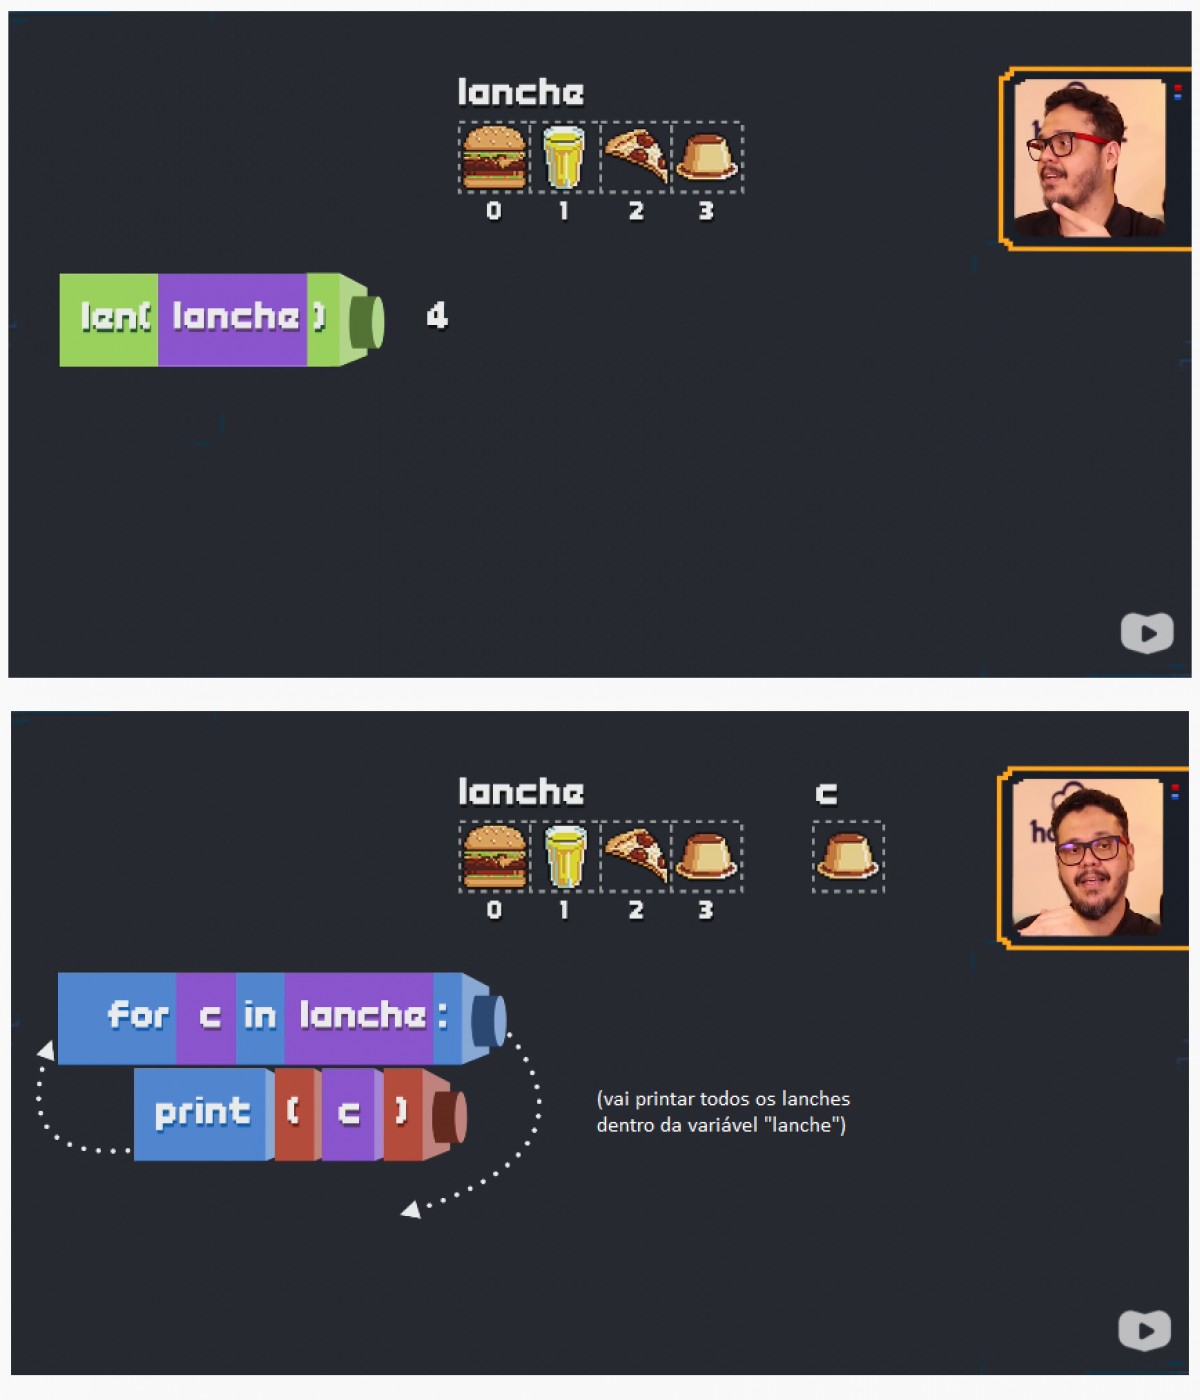 lanche
0 1 2 3
len( lanche ) 4
lanche c
0 1 2 3
for c in lanche :
print ( c )
(vai printar todos os lanches
dentro da variável "lanche")